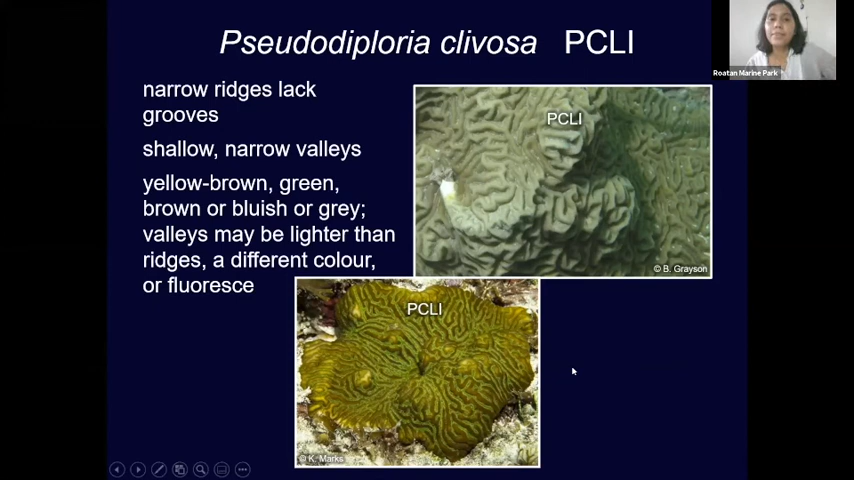 Pseudodiploria clivosa PCLI
Roatan Marine Park
narrow ridges lack
grooves
shallow, narrow valleys
yellow-brown, green,
brown or bluish or grey;
valleys may be lighter than
ridges, a different colour,
or fluoresce
PCLI
© B. Grayson
PCLI
© K. Marks